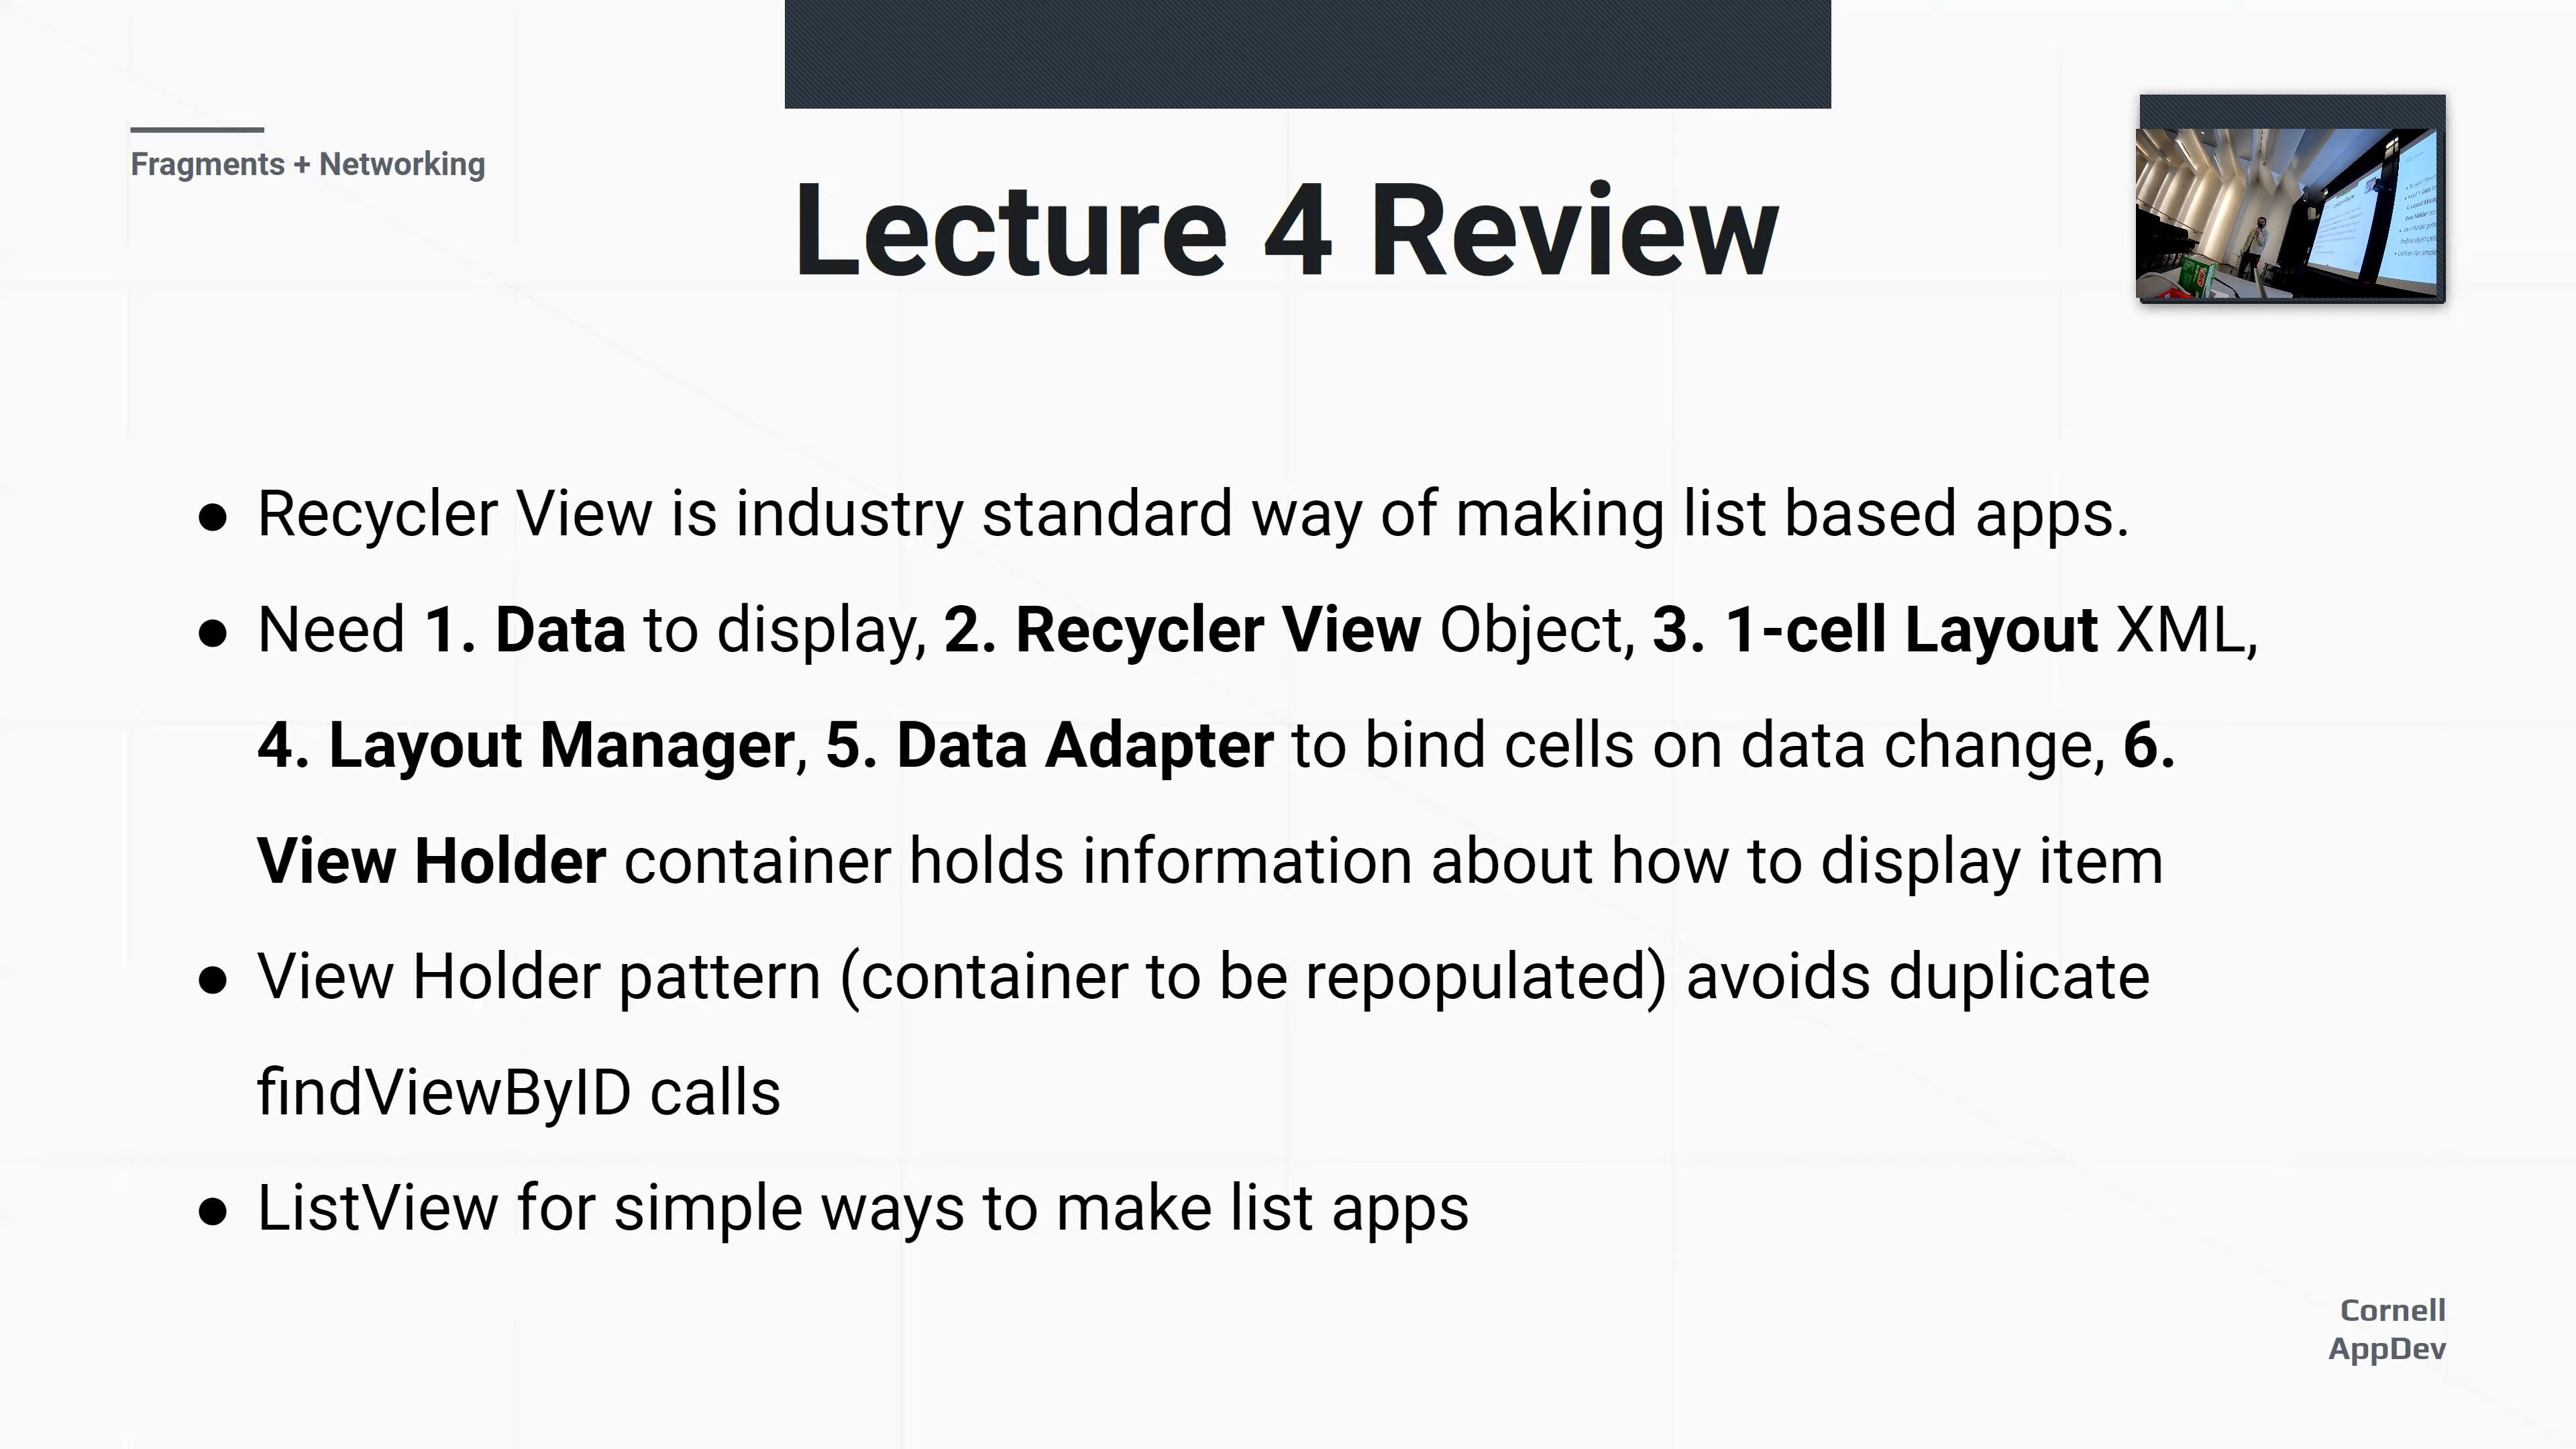 Fragments + Networking
Lecture 4 Review
● Recycler View is industry standard way of making list based apps.
● Need 1. Data to display, 2. Recycler View Object, 3. 1-cell Layout XML,
4. Layout Manager, 5. Data Adapter to bind cells on data change, 6.
View Holder container holds information about how to display item
● View Holder pattern (container to be repopulated) avoids duplicate
findViewByID calls
● ListView for simple ways to make list apps
Cornell
AppDev